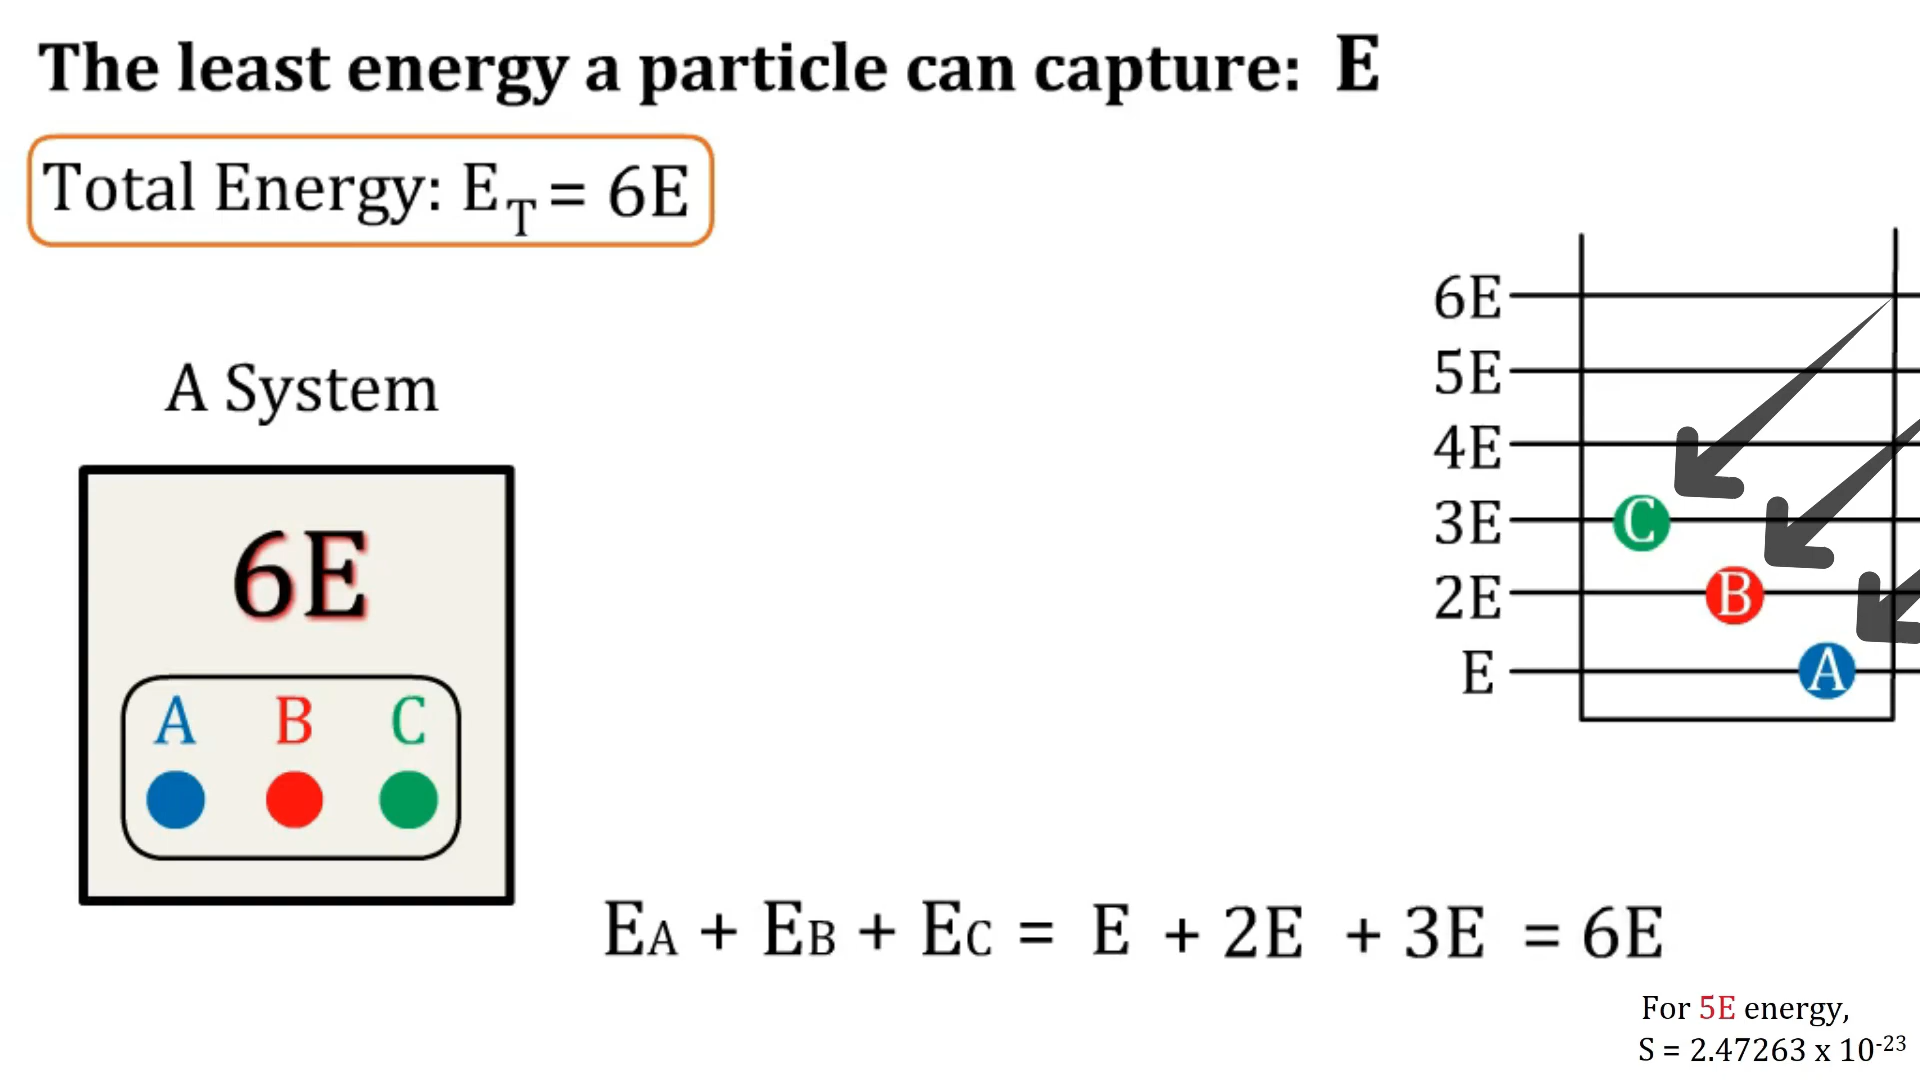 The least energy a particle can capture: E
Total Energy: E_T = 6E
A System
6E
A B C
6E
5E
4E
3E C
2E B
E A
EA + EB + EC = E + 2E + 3E = 6E
For 5E energy,
S = 2.47263 x 10⁻²³